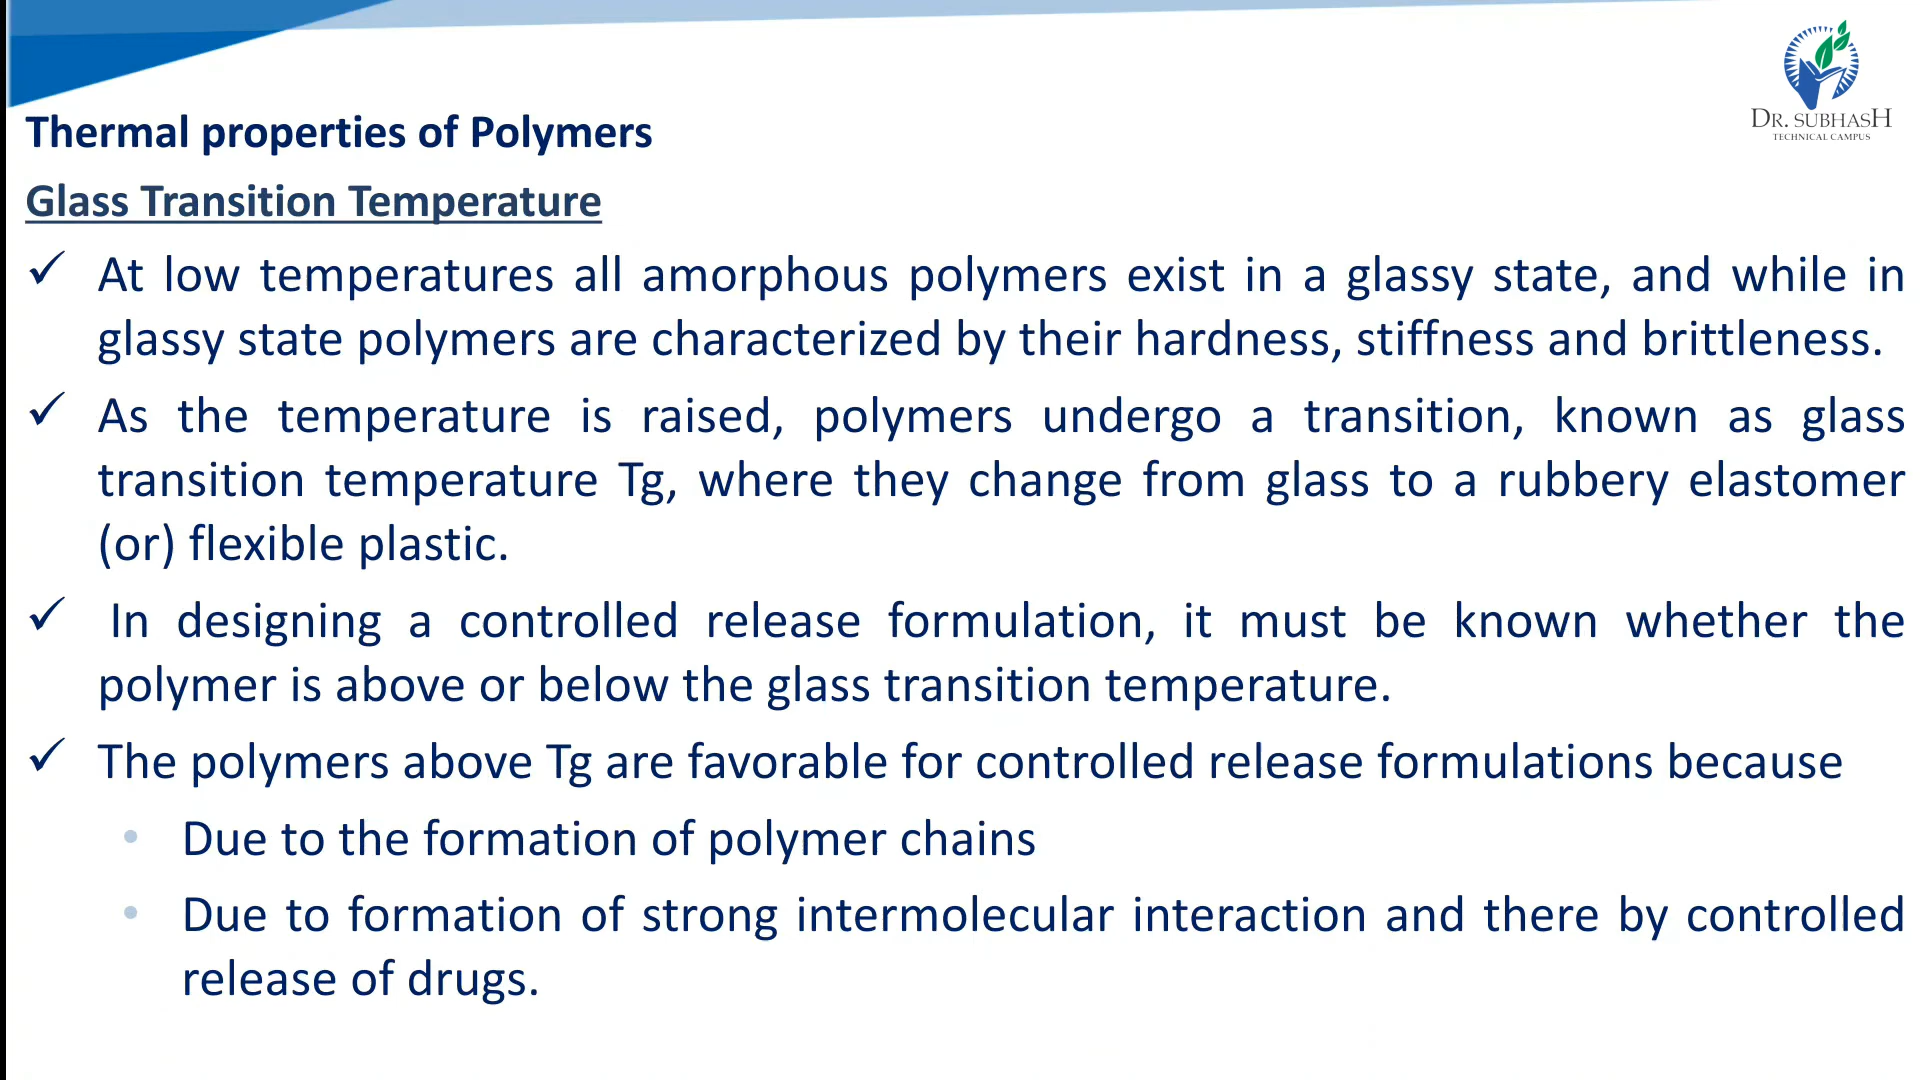 DR. SUBHASH
TECHNICAL CAMPUS
Thermal properties of Polymers
Glass Transition Temperature
✓ At low temperatures all amorphous polymers exist in a glassy state, and while in
glassy state polymers are characterized by their hardness, stiffness and brittleness.
✓ As the temperature is raised, polymers undergo a transition, known as glass
transition temperature Tg, where they change from glass to a rubbery elastomer
(or) flexible plastic.
✓ In designing a controlled release formulation, it must be known whether the
polymer is above or below the glass transition temperature.
✓ The polymers above Tg are favorable for controlled release formulations because
• Due to the formation of polymer chains
• Due to formation of strong intermolecular interaction and there by controlled
release of drugs.